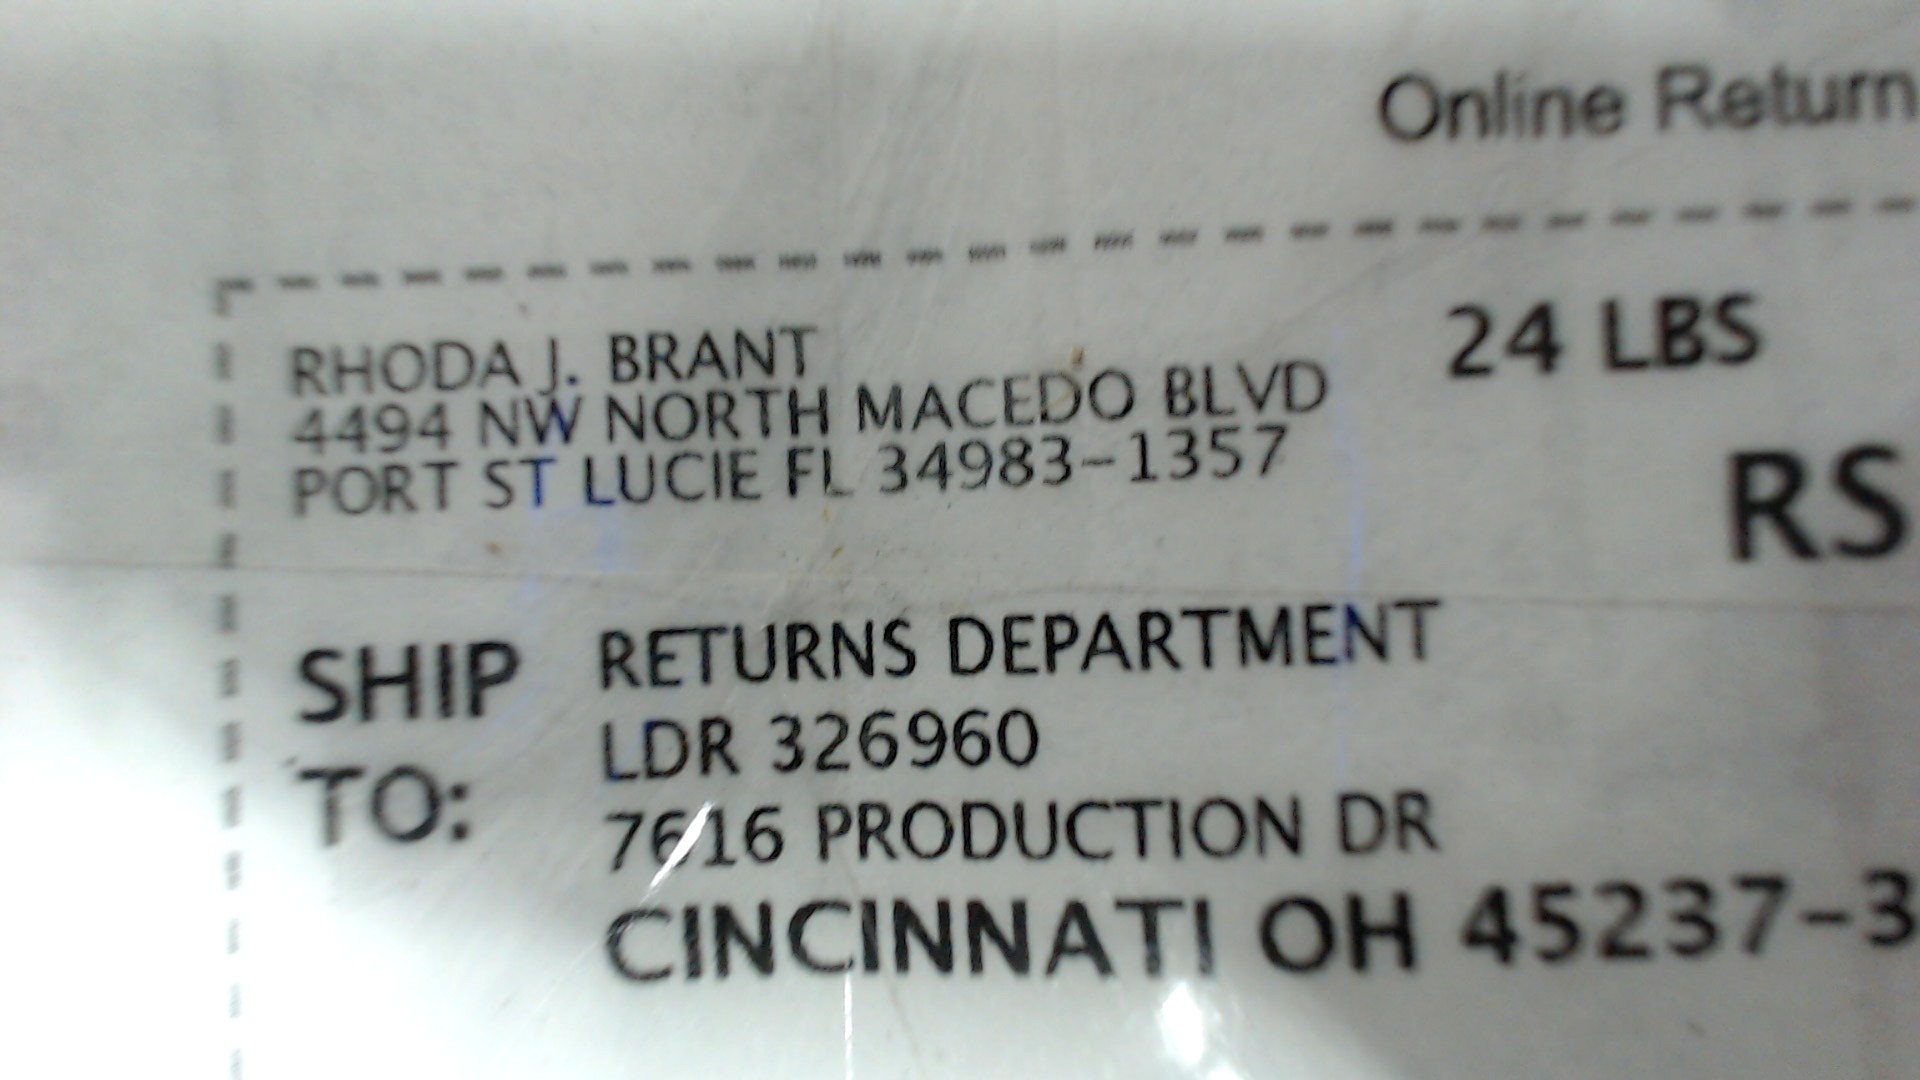 Online Return
RHODA J. BRANT
24 LBS
4494 NW NORTH MACEDO BLVD
PORT ST LUCIE FL 34983-1357
RS
SHIP TO:
RETURNS DEPARTMENT
LDR 326960
7616 PRODUCTION DR
CINCINNATI OH 45237-3